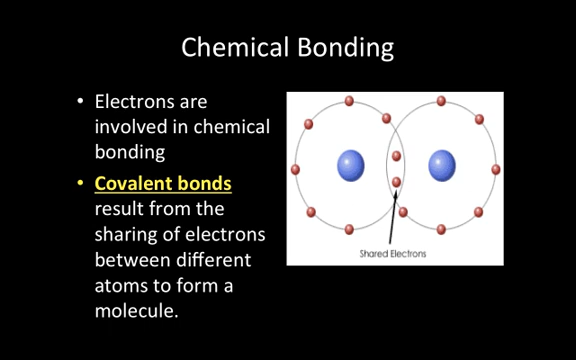 Chemical Bonding
• Electrons are
involved in chemical
bonding
• Covalent bonds
result from the
sharing of electrons
between different
atoms to form a
molecule.
Shared Electrons